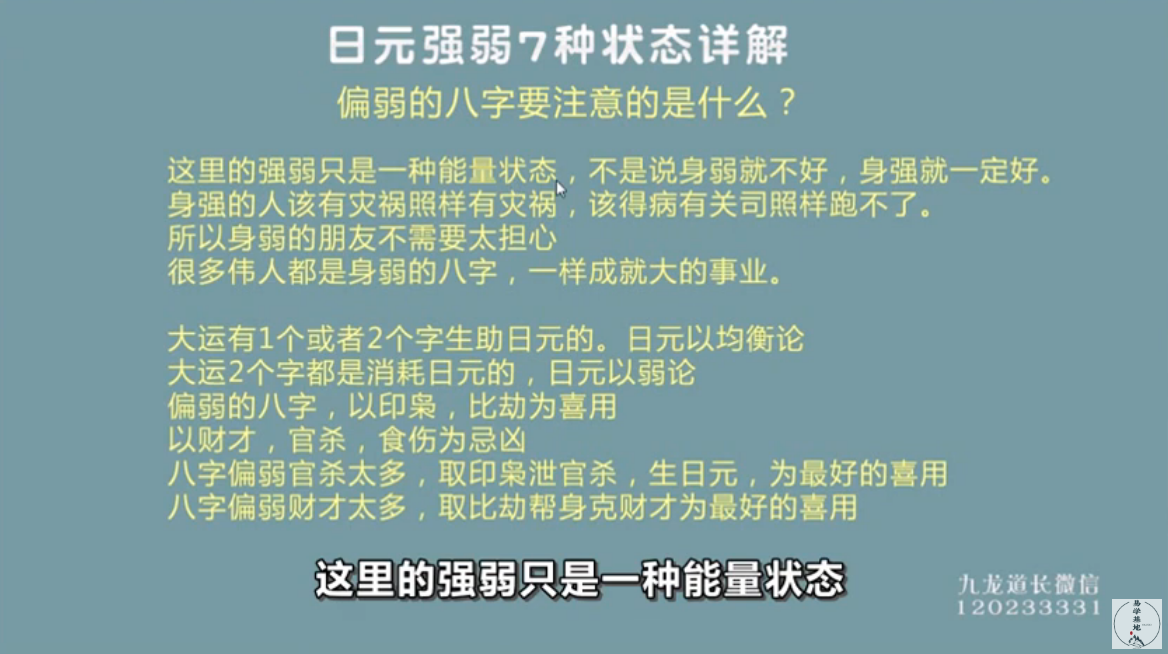 日元强弱7种状态详解
偏弱的八字要注意的是什么？
这里的强弱只是一种能量状态，不是说身弱就不好，身强就一定好。
身强的人该有灾祸照样有灾祸，该得病有关司照样跑不了。
所以身弱的朋友不需要太担心
很多伟人都是身弱的八字，一样成就大的事业。
大运有1个或者2个字生助日元的。日元以均衡论
大运2个字都是消耗日元的，日元以弱论
偏弱的八字，以印枭，比劫为喜用
以财才，官杀，食伤为忌凶
八字偏弱官杀太多，取印枭泄官杀，生日元，为最好的喜用
八字偏弱财才太多，取比劫帮身克财才为最好的喜用
这里的强弱只是一种能量状态
九龙道长微信
120233331
易学基地